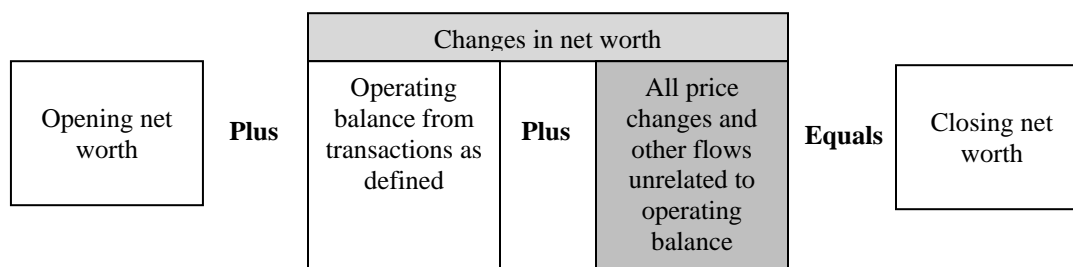 Changes in net worth
Opening net
worth
Plus
Operating
balance from
transactions as
defined
Plus
All price
changes and
other flows
unrelated to
operating
balance
Equals
Closing net
worth